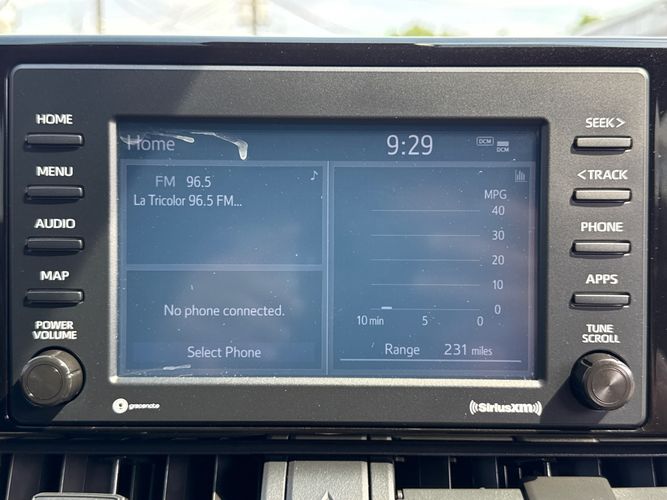 HOME
MENU
AUDIO
MAP
POWER
VOLUME
Home
9:29
DCM
DCM
FM 96.5
La Tricolor 96.5 FM...
No phone connected.
Select Phone
MPG
40
30
20
10
0
10 min 5 0
Range 231 miles
SEEK >
< TRACK
PHONE
APPS
TUNE
SCROLL
gracenote
SiriusXM